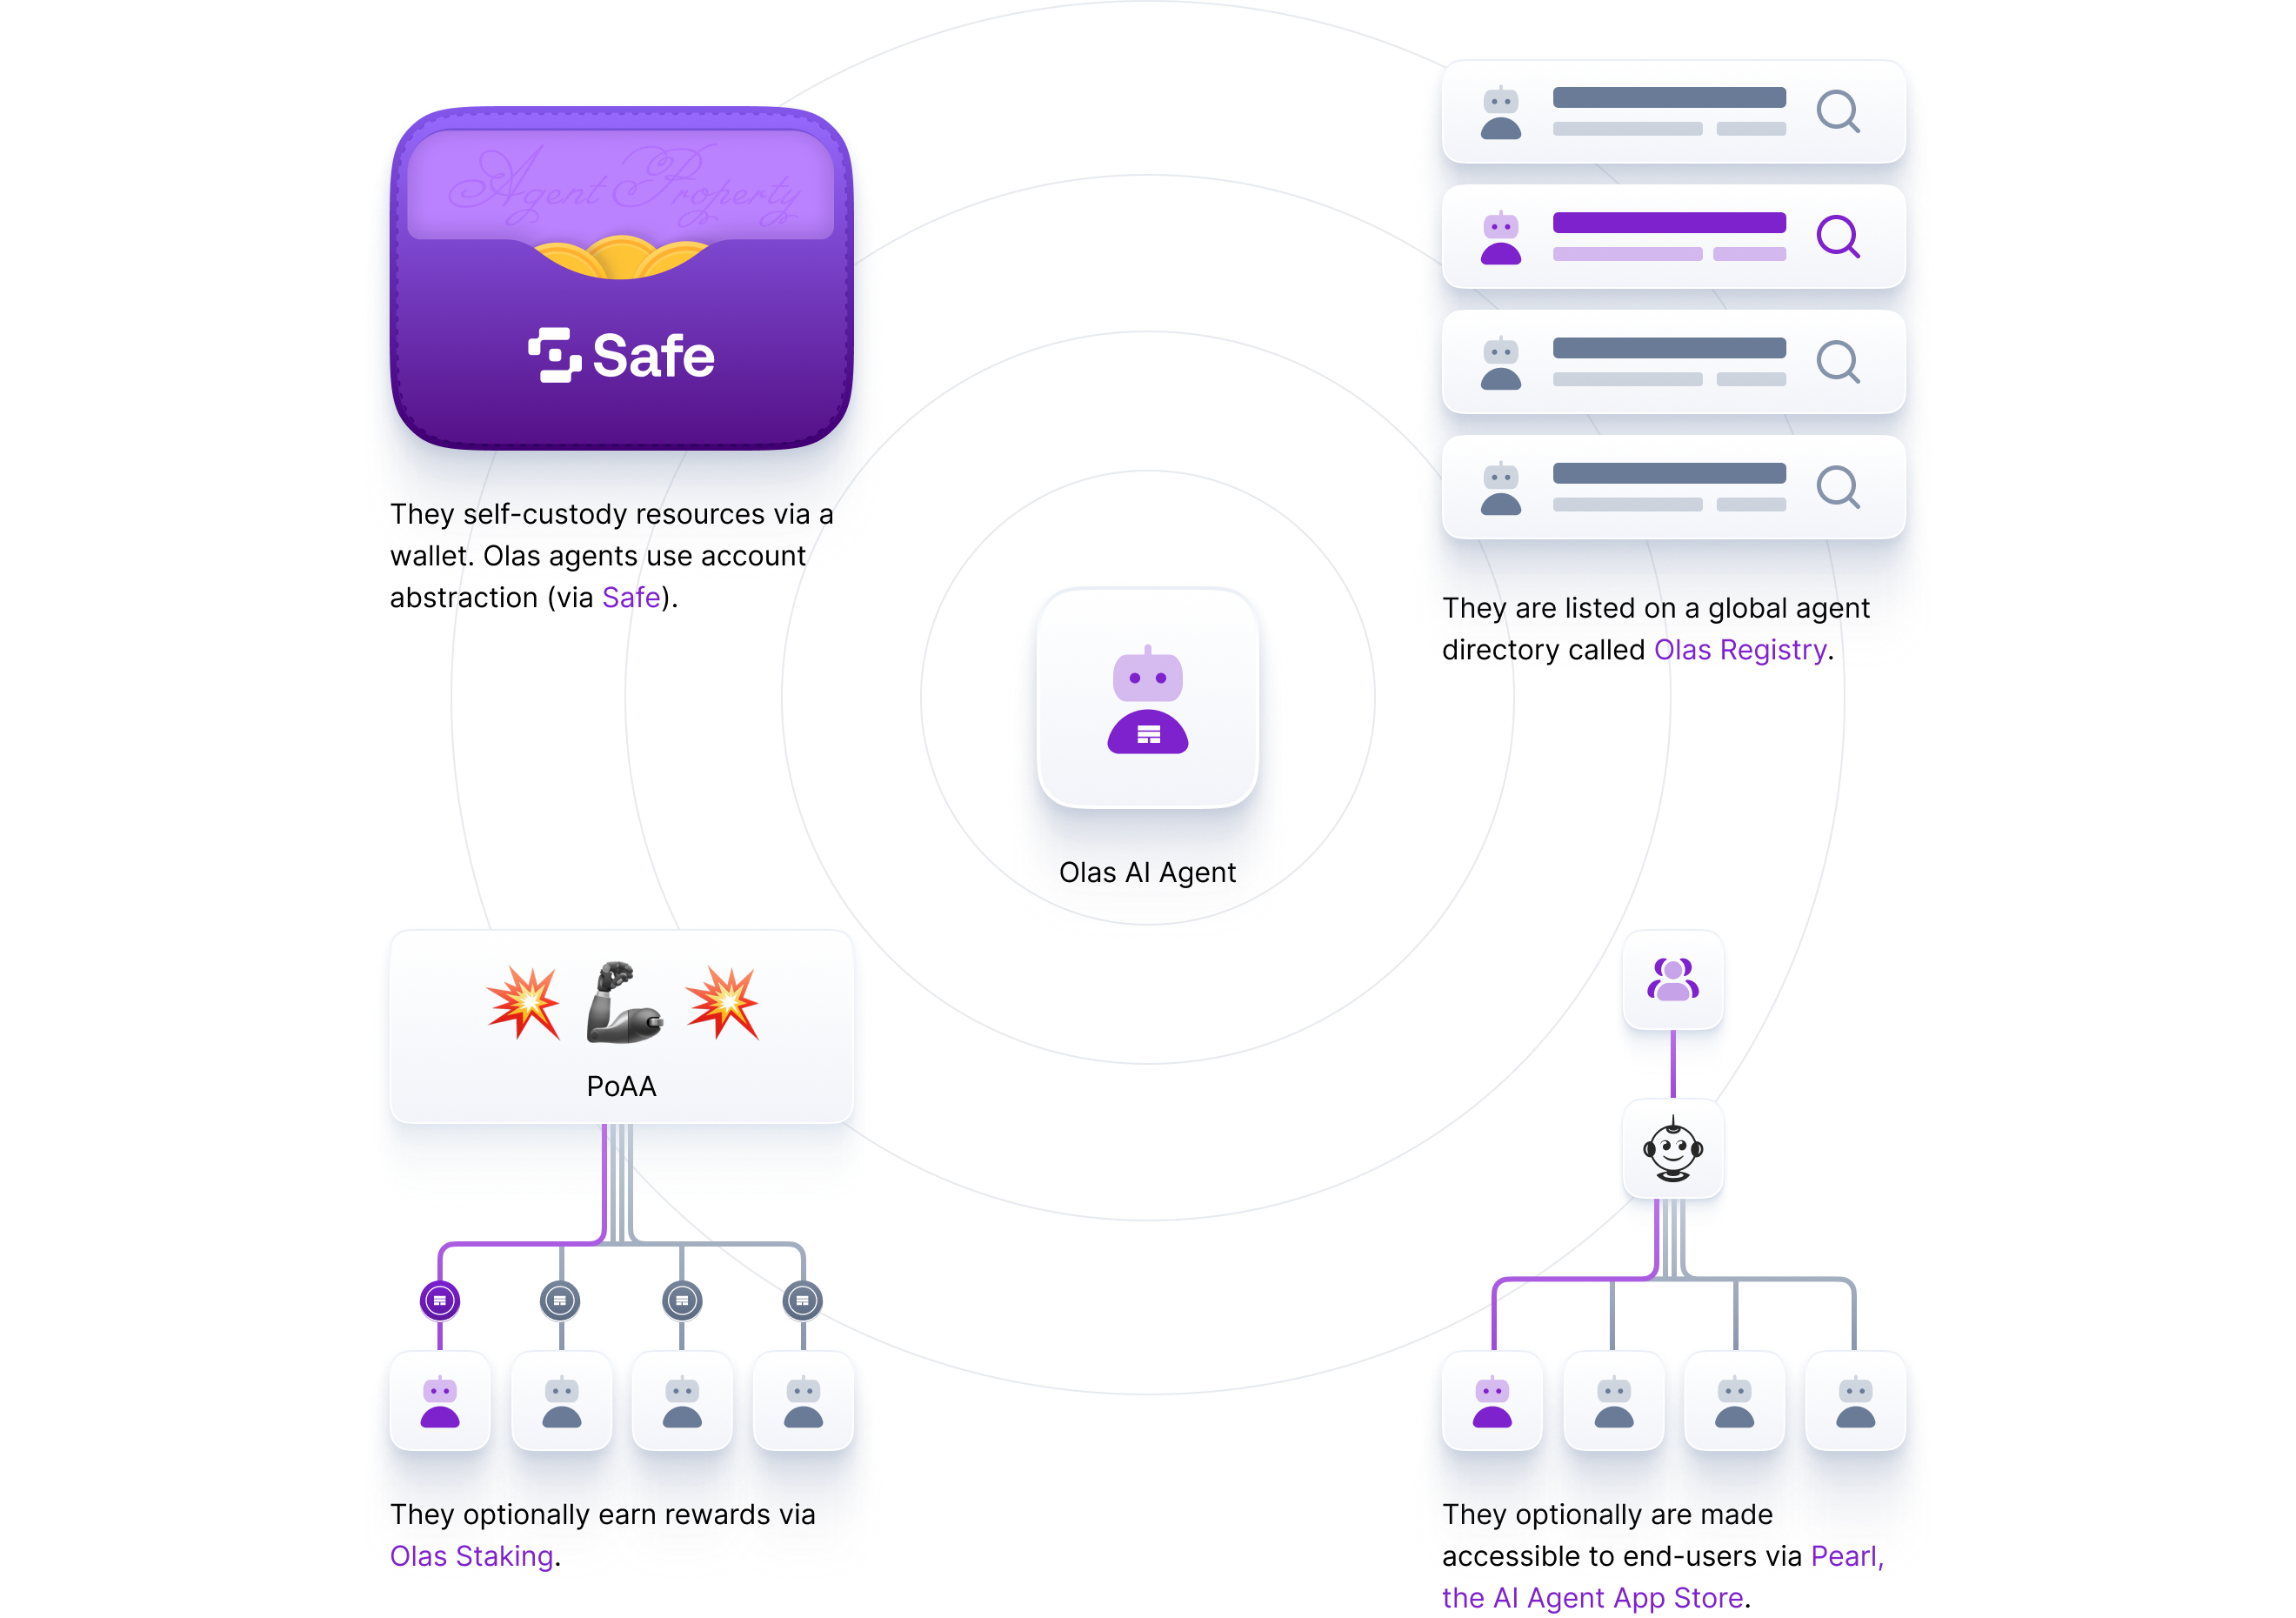 Agent Property
Safe
They self-custody resources via a
wallet. Olas agents use account
abstraction (via Safe).
They are listed on a global agent
directory called Olas Registry.
Olas AI Agent
PoAA
They optionally earn rewards via
Olas Staking.
They optionally are made
accessible to end-users via Pearl,
the AI Agent App Store.